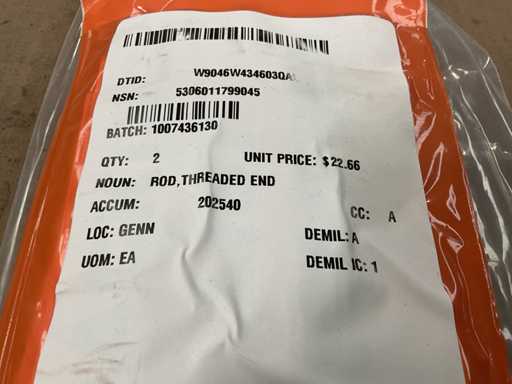 DTID: W9046W434603QA
NSN: 5306011799045
BATCH: 1007436130
QTY: 2 UNIT PRICE: $22.66
NOUN: ROD,THREADED END
ACCUM: 202540 CC: A
LOC: GENN DEMIL: A
UOM: EA DEMIL IC: 1